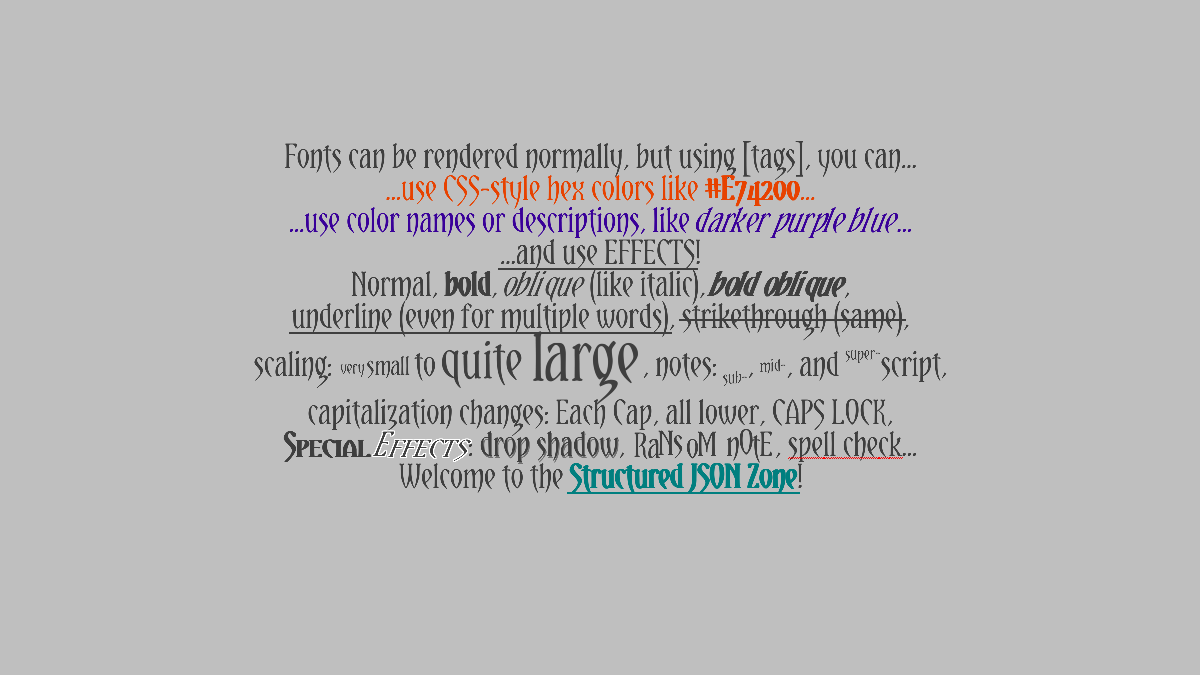 Fonts can be rendered normally, but using [tags], you can...
...use CSS-style hex colors like #E74200...
...use color names or descriptions, like darker purple blue...
...and use EFFECTS!
Normal, bold, oblique (like italic), bold oblique,
underline (even for multiple words), strikethrough (same),
scaling: very small to quite large , notes: sub-, mid-, and super-script,
capitalization changes: Each Cap, all lower, CAPS LOCK,
Special Effects: drop shadow, RaNsoM nOtE, spell check...
Welcome to the Structured JSON Zone!